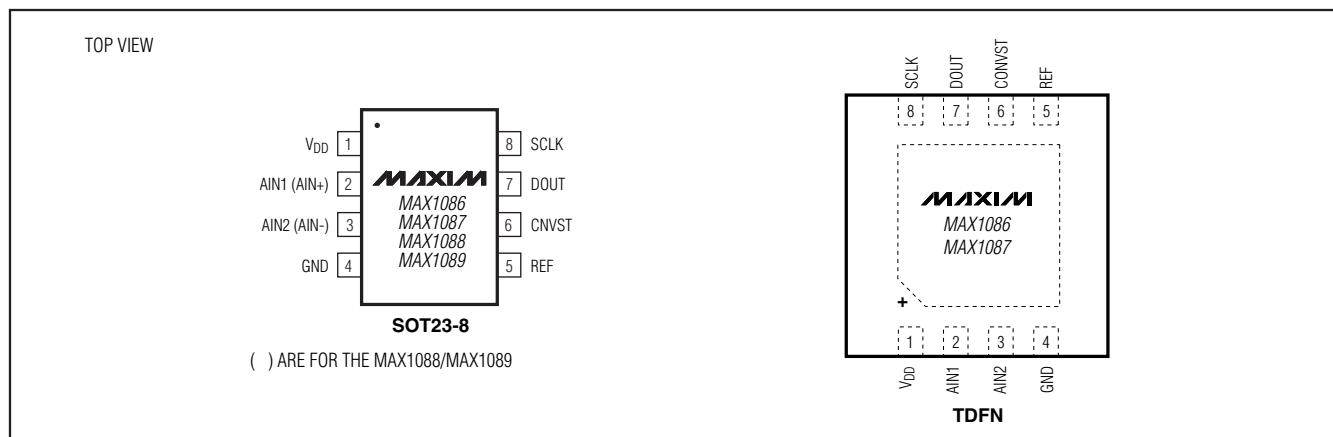 TOP VIEW
VDD 1
AIN1 (AIN+) 2
AIN2 (AIN-) 3
GND 4
MAXIM
MAX1086
MAX1087
MAX1088
MAX1089
8 SCLK
7 DOUT
6 CNVST
5 REF
SOT23-8
( ) ARE FOR THE MAX1088/MAX1089
SCLK DOUT CONVST REF
8 7 6 5
MAXIM
MAX1086
MAX1087
+
1 2 3 4
VDD AIN1 AIN2 GND
TDFN